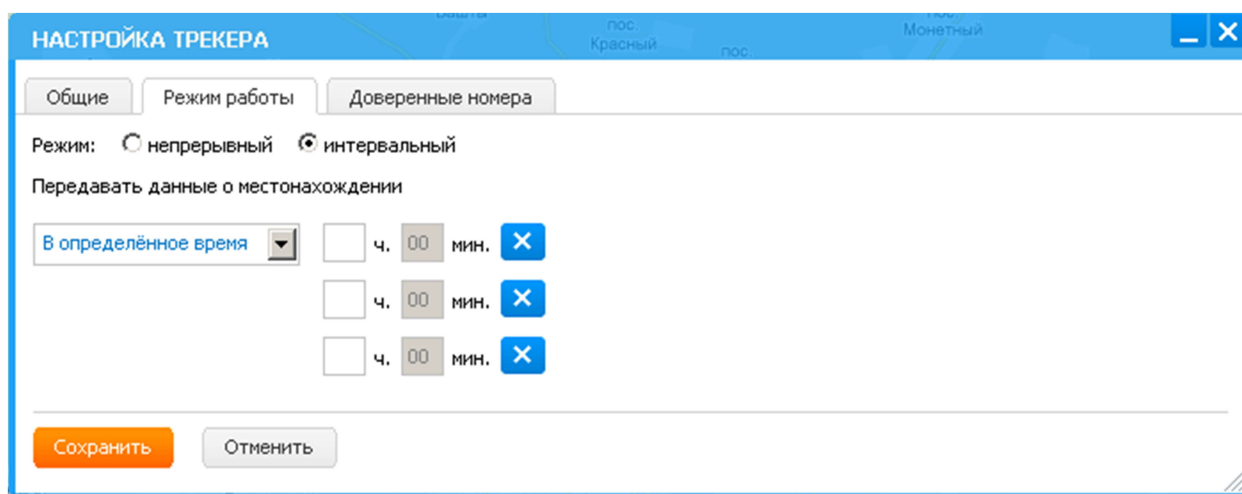 пос.
Красный
пос.
Монетный
НАСТРОЙКА ТРЕКЕРА
Общие
Режим работы
Доверенные номера
Режим: непрерывный интервальный
Передавать данные о местонахождении
В определённое время ч. 00 мин.
ч. 00 мин.
ч. 00 мин.
Сохранить
Отменить